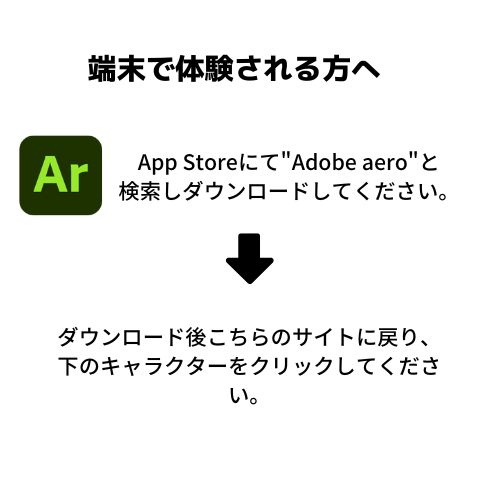 端末で体験される方へ
Ar
App Storeにて"Adobe aero"と
検索しダウンロードしてください。
ダウンロード後こちらのサイトに戻り、
下のキャラクターをクリックしてくださ
い。